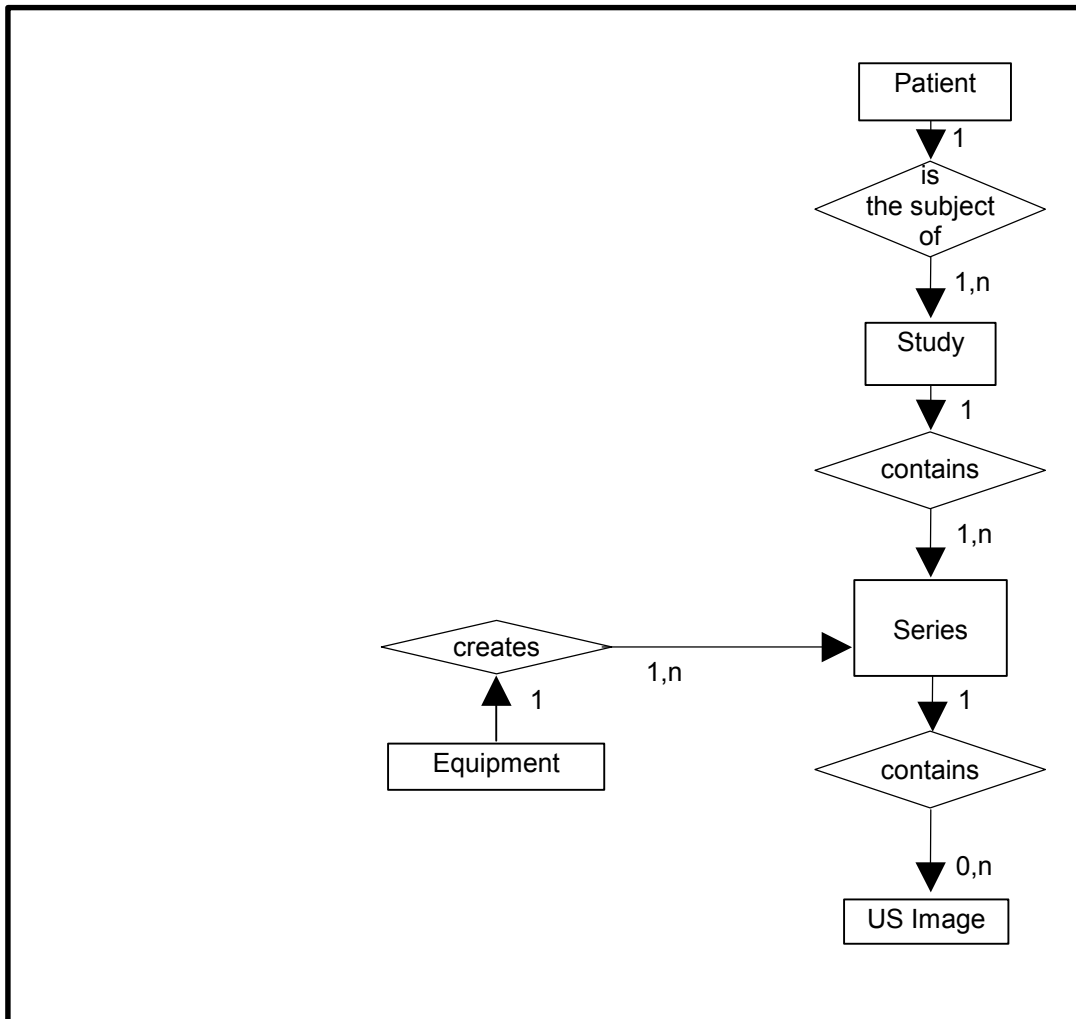 Patient
1
is
the subject
of
1,n
Study
1
contains
1,n
Series
creates
1,n
1
1
Equipment
contains
0,n
US Image